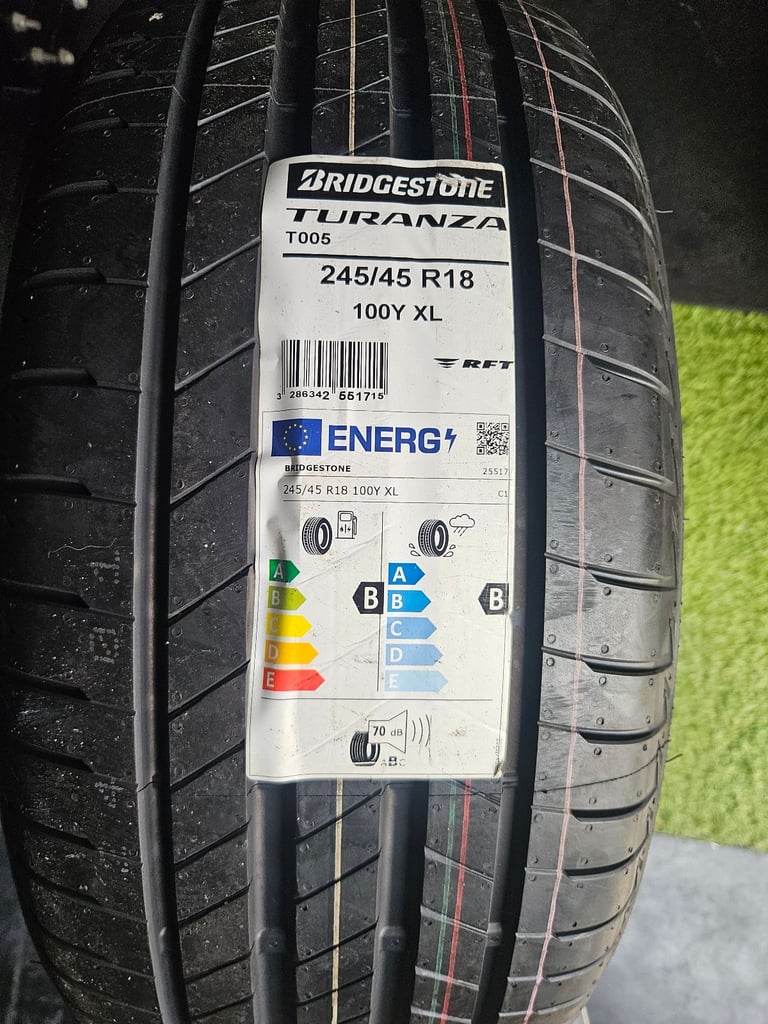 BRIDGESTONE
TURANZA
T005
245/45 R18
100Y XL
RFT
3 286342 551715
ENERG
BRIDGESTONE
25517
245/45 R18 100Y XL
C1
A
B
C
D
E
B
A
B
C
D
E
B
70 dB
ABC